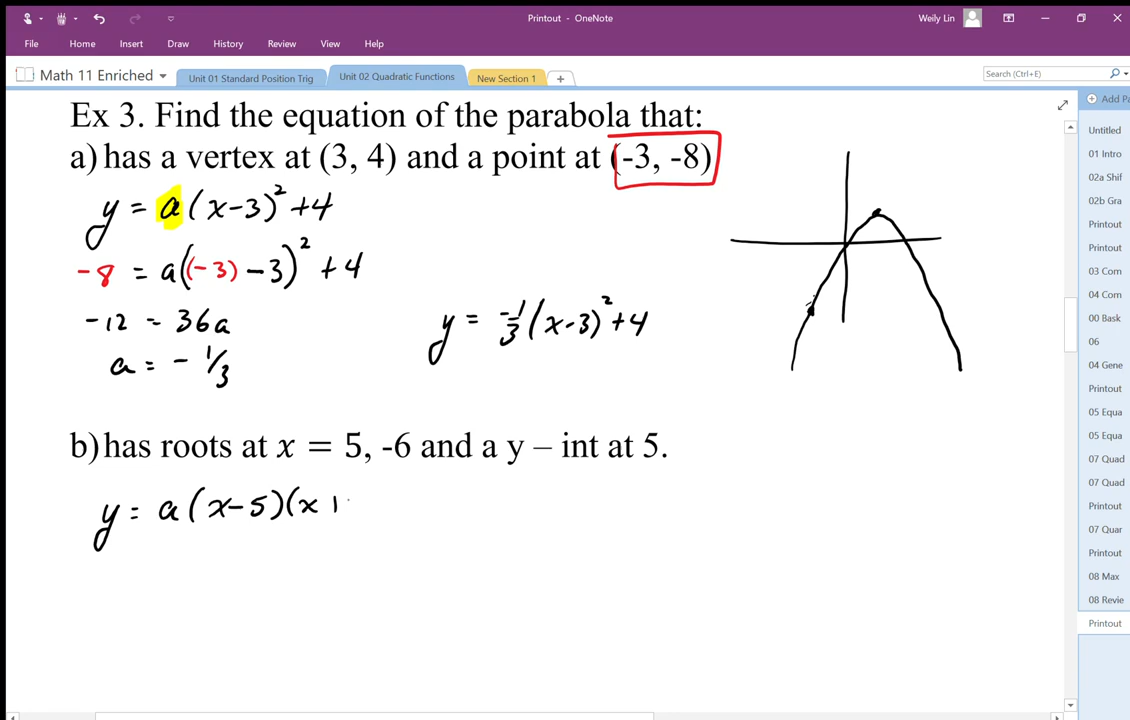 Printout - OneNote
Weily Lin
File Home Insert Draw History Review View Help
Math 11 Enriched
Unit 01 Standard Position Trig
Unit 02 Quadratic Functions
New Section 1
+
Search (Ctrl+E)
Ex 3. Find the equation of the parabola that:
a) has a vertex at (3, 4) and a point at (-3, -8)
y = a(x-3)² +4
-8 = a((-3) -3)² +4
-12 = 36a
a = - 1/3
y = -1/3 (x-3)² +4
b) has roots at x = 5, -6 and a y – int at 5.
y = a(x-5)(x
Add Pa
Untitled
01 Intro
02a Shif
02b Gra
Printout
Printout
03 Com
04 Com
00 Bask
06
04 Gene
Printout
05 Equa
05 Equa
07 Quad
07 Quad
Printout
07 Quar
Printout
08 Max
08 Revie
Printout